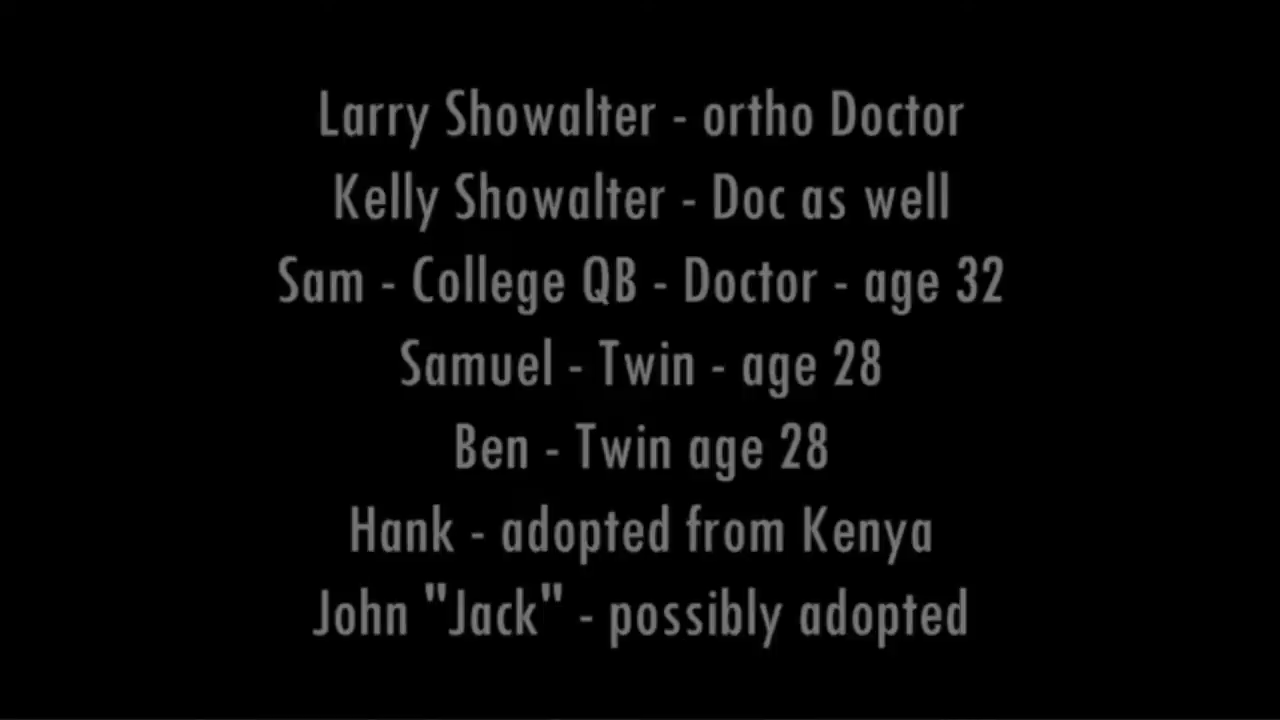 Larry Showalter - ortho Doctor
Kelly Showalter - Doc as well
Sam - College QB - Doctor - age 32
Samuel - Twin - age 28
Ben - Twin age 28
Hank - adopted from Kenya
John "Jack" - possibly adopted